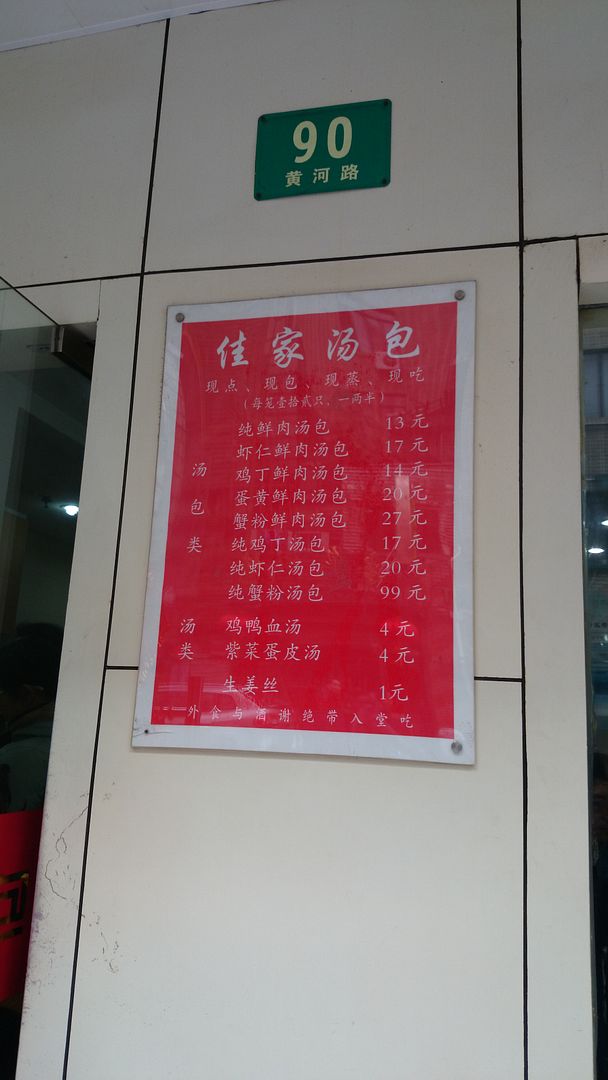 90
黄河路
佳家汤包
现点、现包、现蒸、现吃
（每笼壹拾贰只，一两半）
汤包类
纯鲜肉汤包 13元
虾仁鲜肉汤包 17元
鸡丁鲜肉汤包 14元
蛋黄鲜肉汤包 20元
蟹粉鲜肉汤包 27元
纯鸡丁汤包 17元
纯虾仁汤包 20元
纯蟹粉汤包 99元
汤类
鸡鸭血汤 4元
紫菜蛋皮汤 4元
生姜丝 1元
外食与酒谢绝带入堂吃